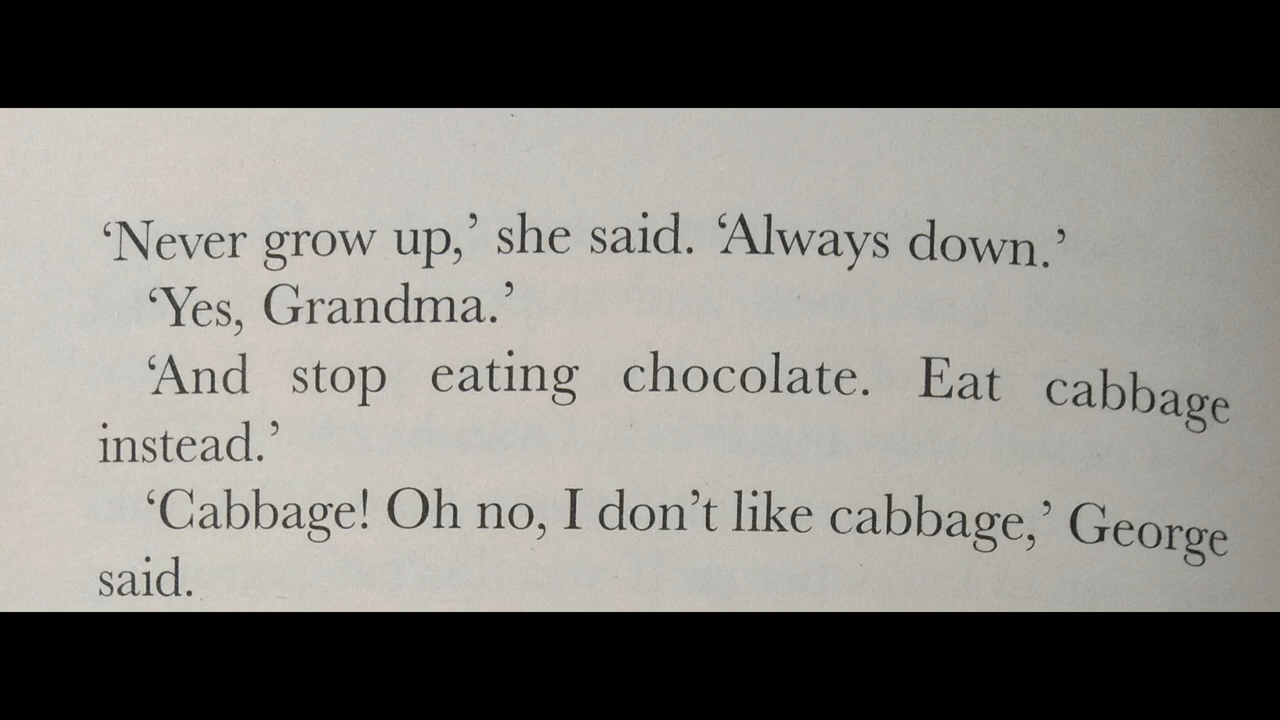 ‘Never grow up,’ she said. ‘Always down.’
‘Yes, Grandma.’
‘And stop eating chocolate. Eat cabbage
instead.’
‘Cabbage! Oh no, I don’t like cabbage,’ George
said.